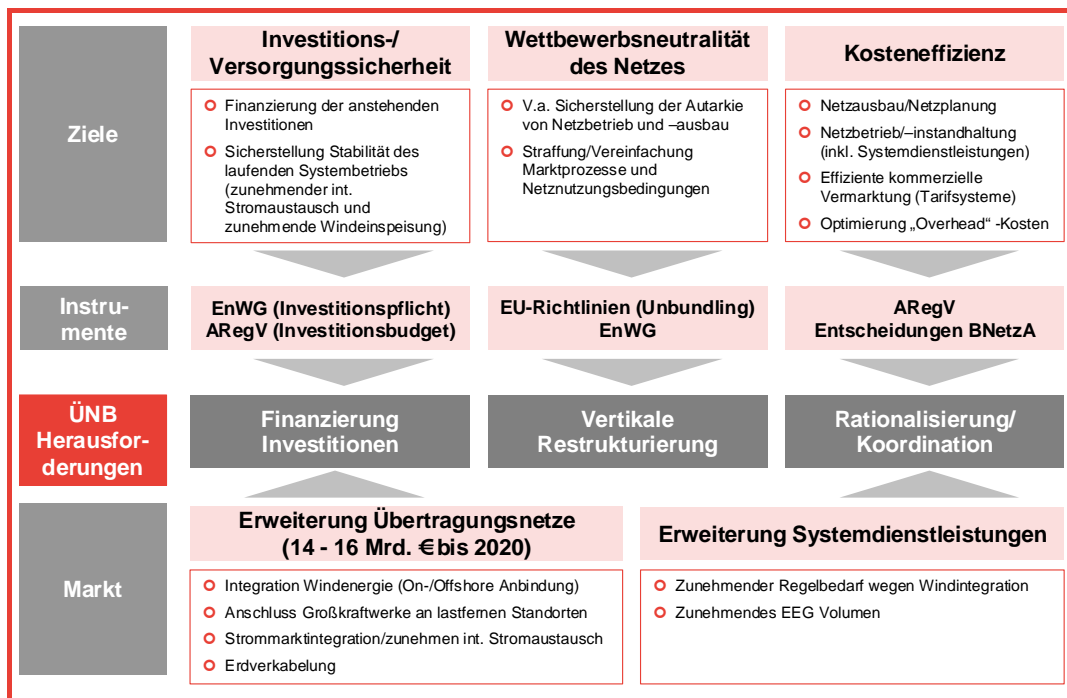 Ziele
Investitions-/
Versorgungssicherheit
Finanzierung der anstehenden
Investitionen
Sicherstellung Stabilität des
laufenden Systembetriebs
(zunehmender int.
Stromaustausch und
zunehmende Windeinspeisung)
Wettbewerbsneutralität
des Netzes
V.a. Sicherstellung der Autarkie
von Netzbetrieb und –ausbau
Straffung/Vereinfachung
Marktprozesse und
Netznutzungsbedingungen
Kosteneffizienz
Netzausbau/Netzplanung
Netzbetrieb/–instandhaltung
(inkl. Systemdienstleistungen)
Effiziente kommerzielle
Vermarktung (Tarifsysteme)
Optimierung „Overhead“ -Kosten
Instru-
mente
EnWG (Investitionspflicht)
ARegV (Investitionsbudget)
EU-Richtlinien (Unbundling)
EnWG
ARegV
Entscheidungen BNetzA
ÜNB
Herausfor-
derungen
Finanzierung
Investitionen
Vertikale
Restrukturierung
Rationalisierung/
Koordination
Markt
Erweiterung Übertragungsnetze
(14 - 16 Mrd. € bis 2020)
Integration Windenergie (On-/Offshore Anbindung)
Anschluss Großkraftwerke an lastfernen Standorten
Strommarktintegration/zunehmen int. Stromaustausch
Erdverkabelung
Erweiterung Systemdienstleistungen
Zunehmender Regelbedarf wegen Windintegration
Zunehmendes EEG Volumen